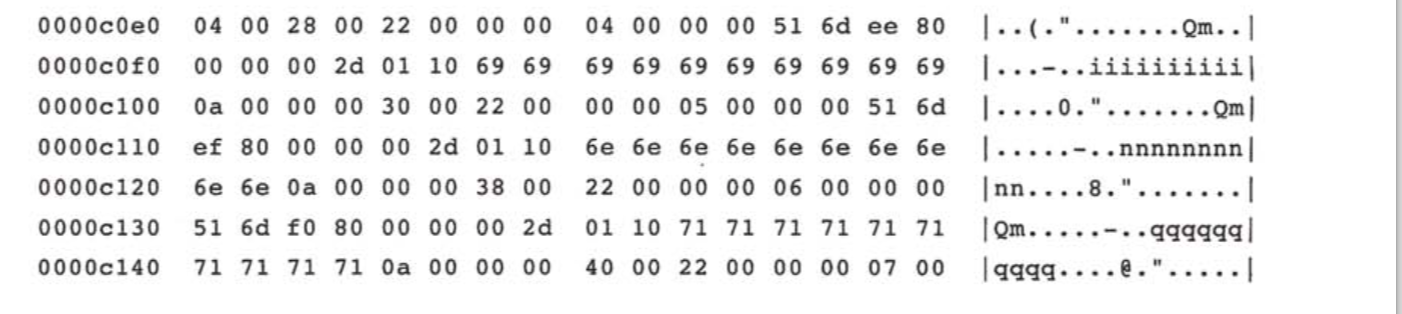 0000c0e0  04 00 28 00 22 00 00 00  04 00 00 00 51 6d ee 80  |..(.".......Qm..|
0000c0f0  00 00 00 2d 01 10 69 69  69 69 69 69 69 69 69 69  |...-..iiiiiiiiii|
0000c100  0a 00 00 00 30 00 22 00  00 00 05 00 00 00 51 6d  |....0.".......Qm|
0000c110  ef 80 00 00 00 2d 01 10  6e 6e 6e 6e 6e 6e 6e 6e  |.....-..nnnnnnnn|
0000c120  6e 6e 0a 00 00 00 38 00  22 00 00 00 06 00 00 00  |nn....8.".......|
0000c130  51 6d f0 80 00 00 00 2d  01 10 71 71 71 71 71 71  |Qm.....-..qqqqqq|
0000c140  71 71 71 71 0a 00 00 00  40 00 22 00 00 00 07 00  |qqqq....@.".....|